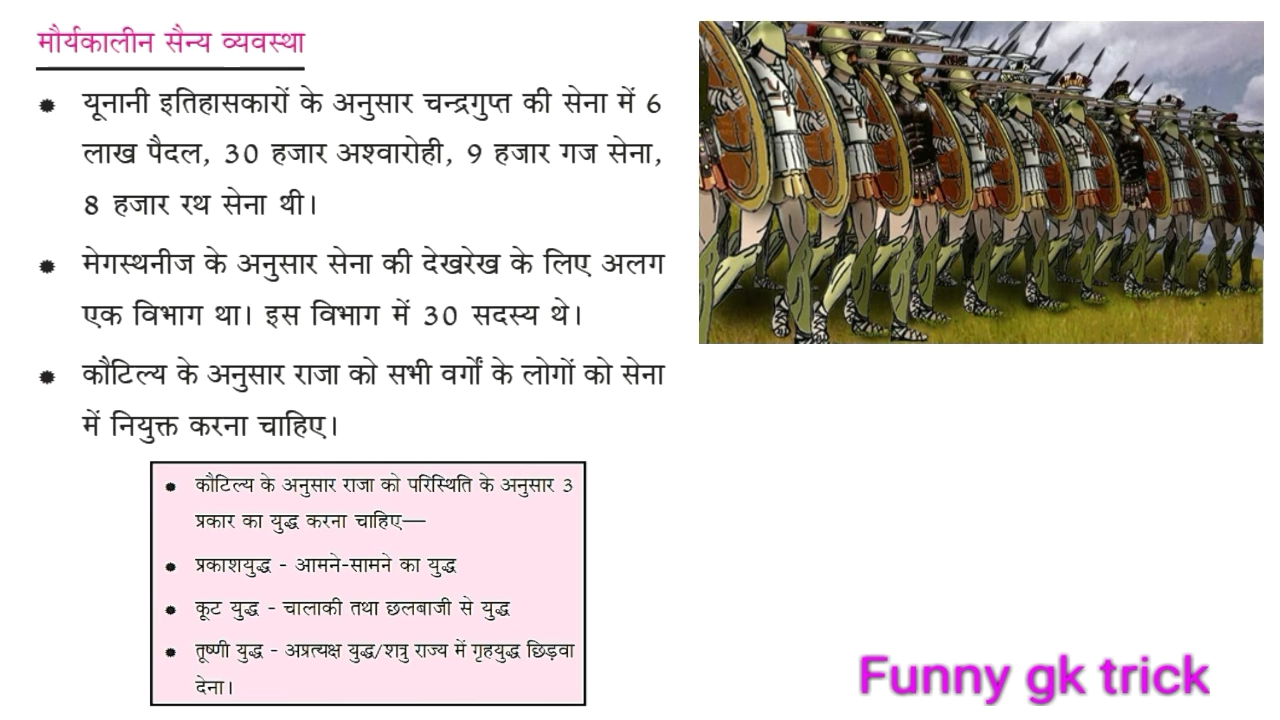 मौर्यकालीन सैन्य व्यवस्था
यूनानी इतिहासकारों के अनुसार चन्द्रगुप्त की सेना में 6
लाख पैदल, 30 हजार अश्वारोही, 9 हजार गज सेना,
8 हजार रथ सेना थी।
मेगस्थनीज के अनुसार सेना की देखरेख के लिए अलग
एक विभाग था। इस विभाग में 30 सदस्य थे।
कौटिल्य के अनुसार राजा को सभी वर्गों के लोगों को सेना
में नियुक्त करना चाहिए।
कौटिल्य के अनुसार राजा को परिस्थिति के अनुसार 3
प्रकार का युद्ध करना चाहिए—
प्रकाशयुद्ध - आमने-सामने का युद्ध
कूट युद्ध - चालाकी तथा छलबाजी से युद्ध
तूष्णी युद्ध - अप्रत्यक्ष युद्ध/शत्रु राज्य में गृहयुद्ध छिड़वा
देना।
Funny gk trick